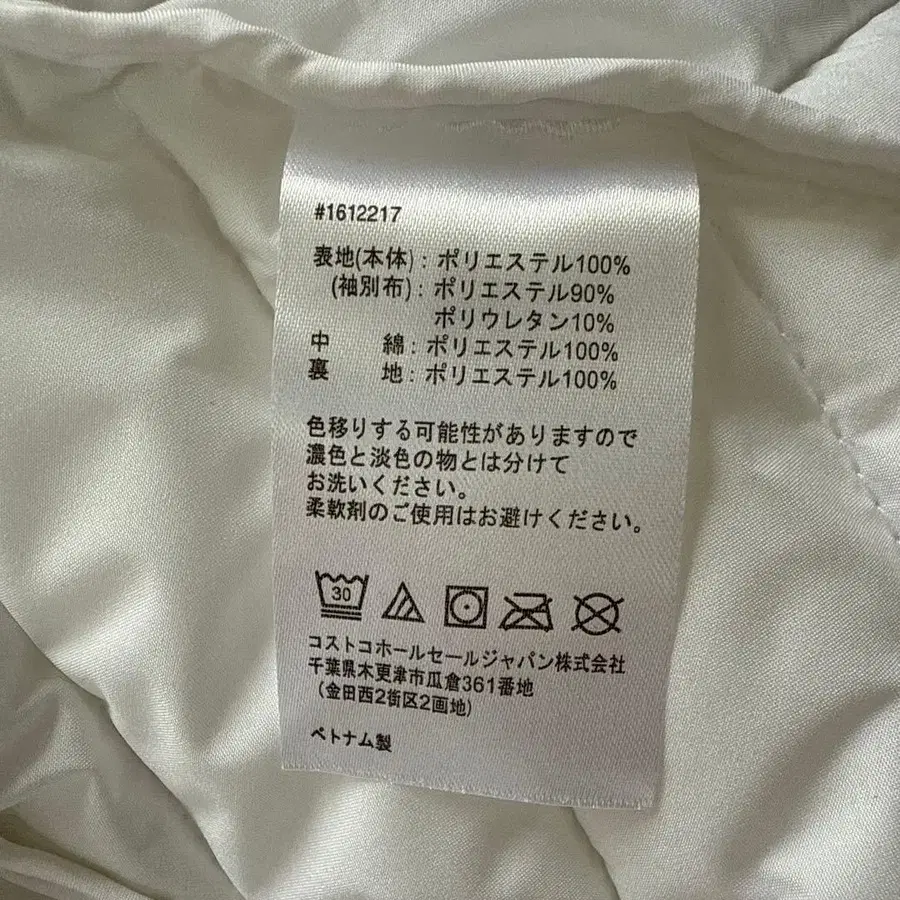 #1612217
表地(本体) : ポリエステル100%
(袖別布) : ポリエステル90%
ポリウレタン10%
中 綿 : ポリエステル100%
裏 地 : ポリエステル100%
色移りする可能性がありますので
濃色と淡色の物とは分けて
お洗いください。
柔軟剤のご使用はお避けください。
30
コストコホールセールジャパン株式会社
千葉県木更津市瓜倉361番地
（金田西2街区2画地)
ベトナム製